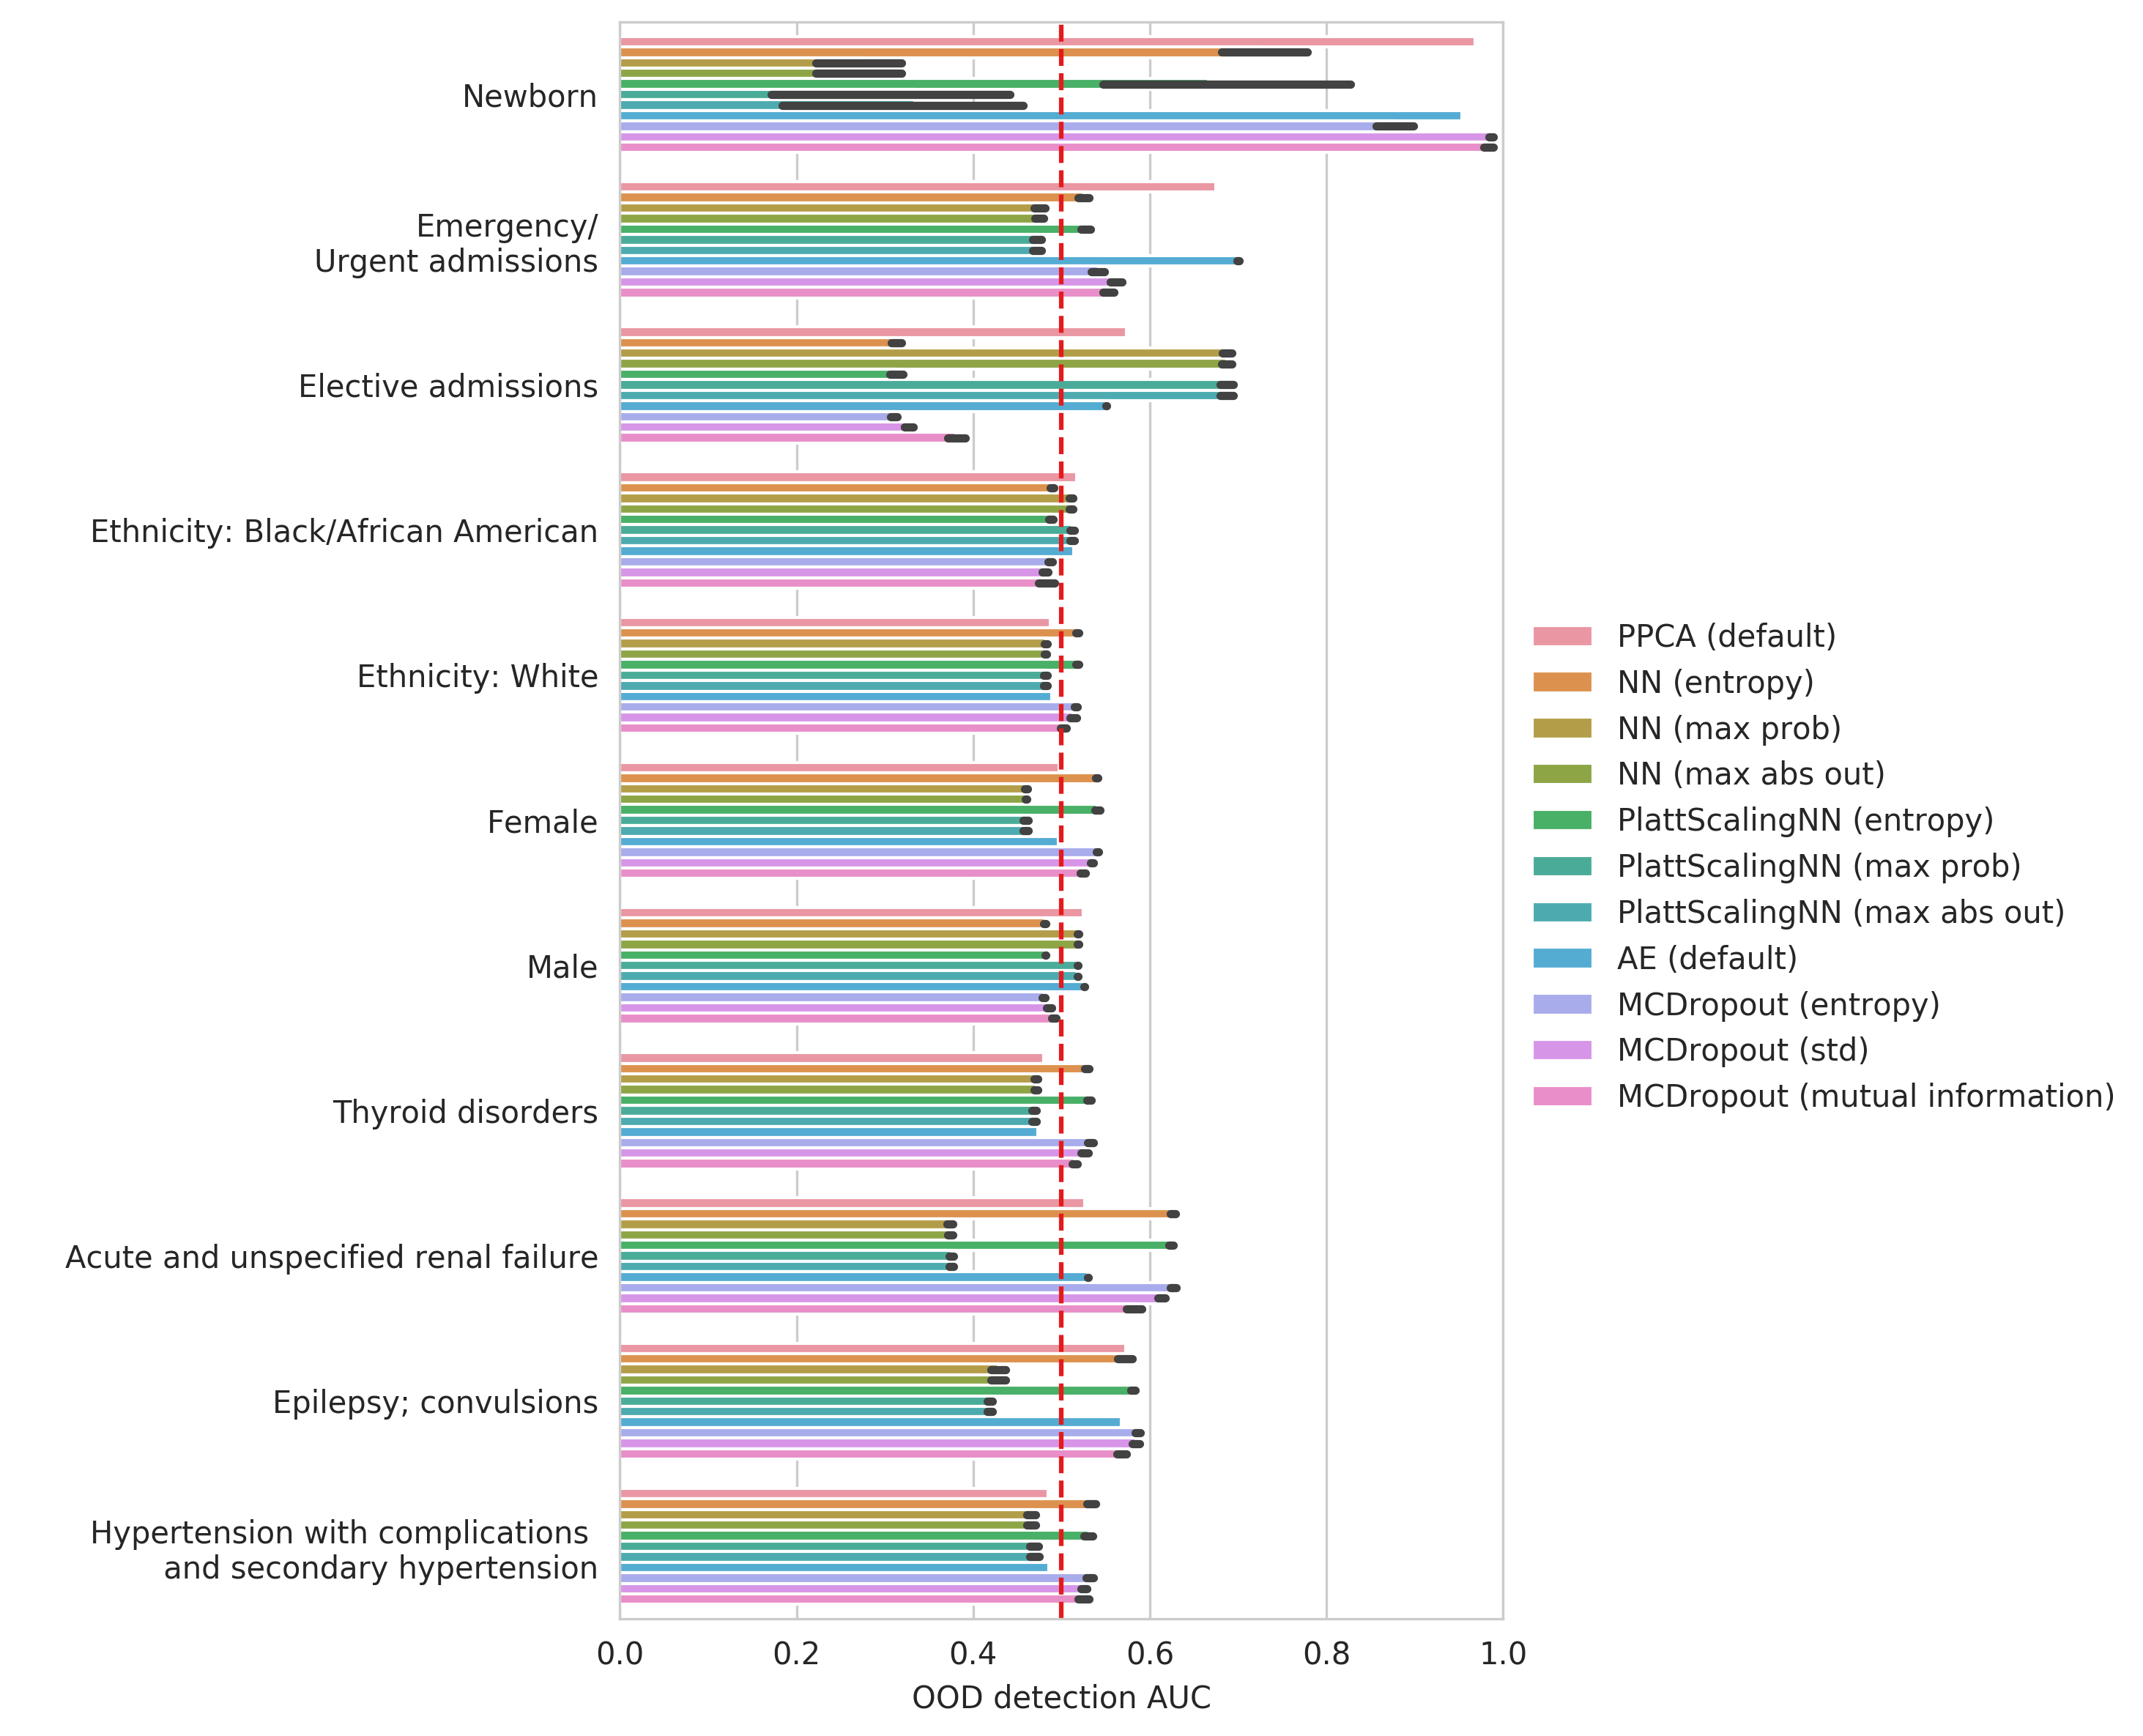 Newborn
Emergency/
Urgent admissions
Elective admissions
Ethnicity: Black/African American
Ethnicity: White
Female
Male
Thyroid disorders
Acute and unspecified renal failure
Epilepsy; convulsions
Hypertension with complications
and secondary hypertension
0.0 0.2 0.4 0.6 0.8 1.0
OOD detection AUC
PPCA (default)
NN (entropy)
NN (max prob)
NN (max abs out)
PlattScalingNN (entropy)
PlattScalingNN (max prob)
PlattScalingNN (max abs out)
AE (default)
MCDropout (entropy)
MCDropout (std)
MCDropout (mutual information)